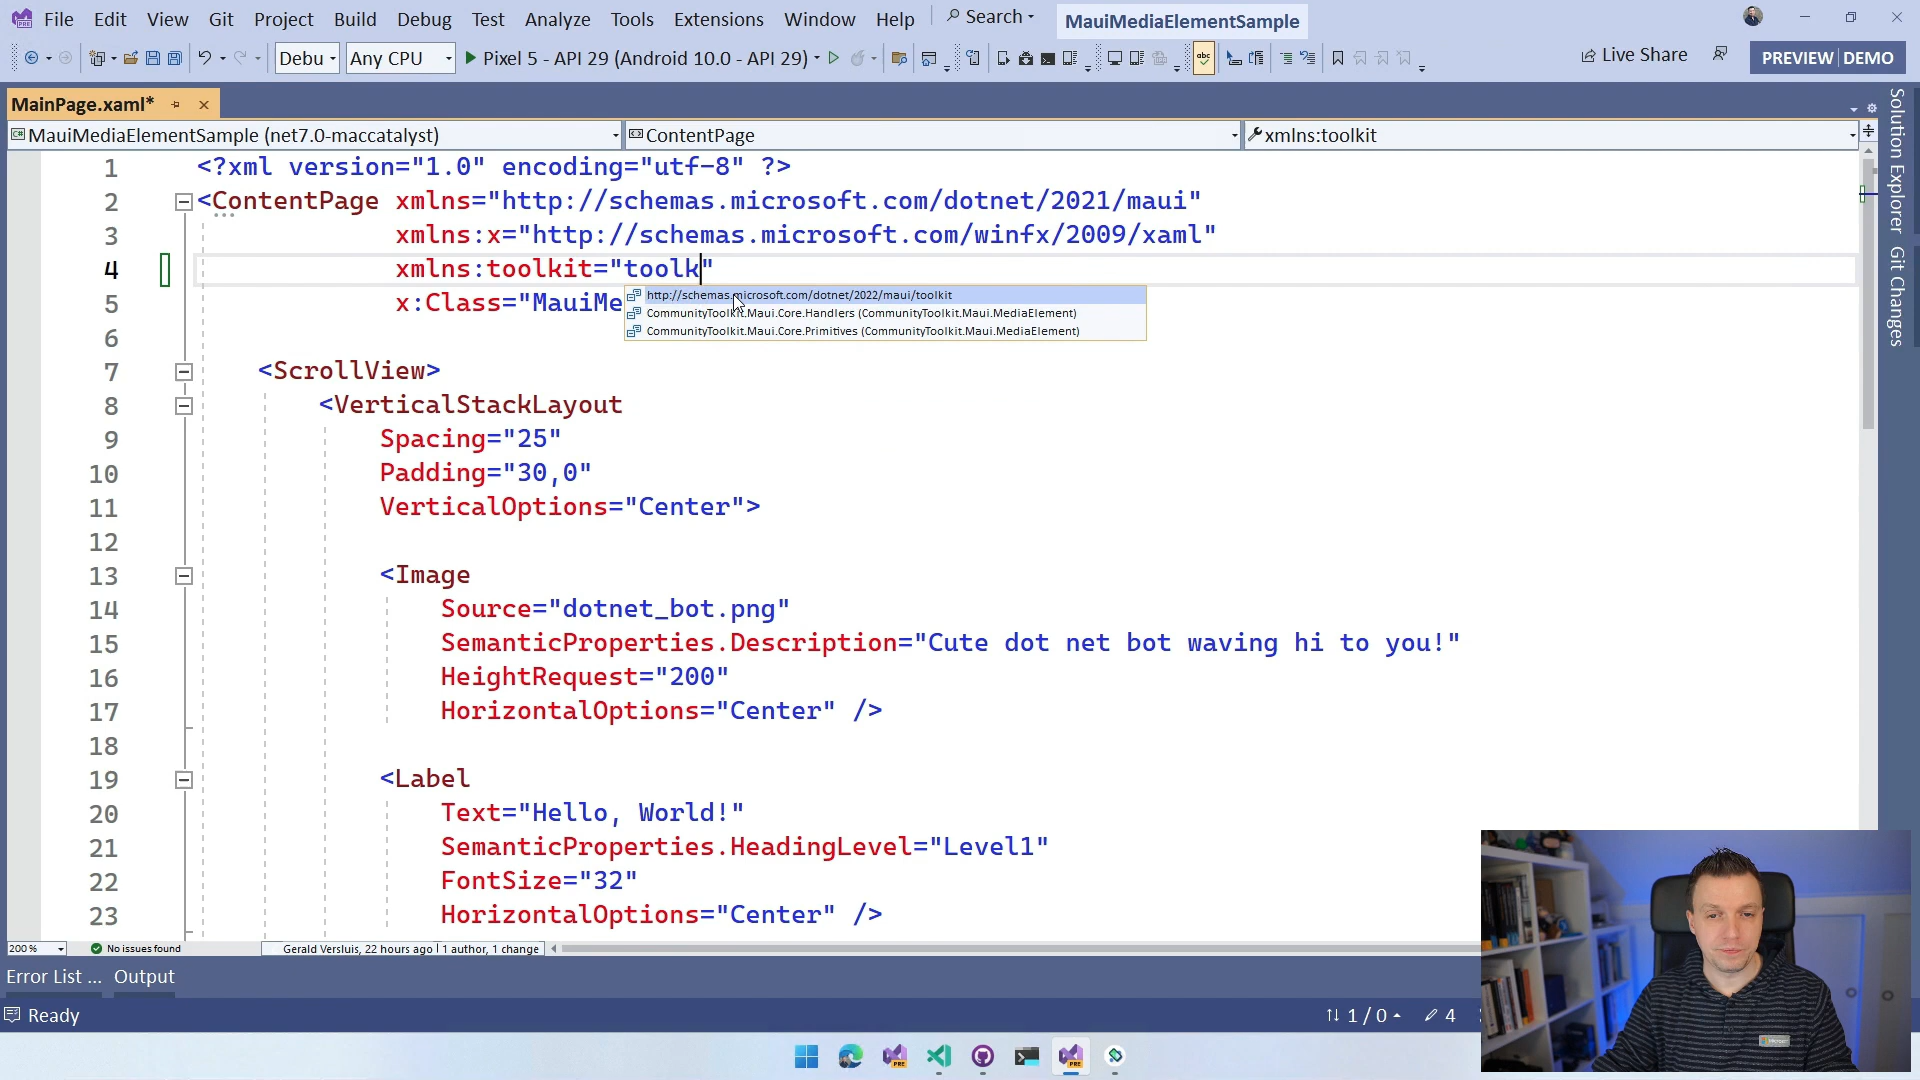 File Edit View Git Project Build Debug Test Analyze Tools Extensions Window Help Search MauiMediaElementSample
Debu Any CPU Pixel 5 - API 29 (Android 10.0 - API 29) abc Live Share PREVIEW DEMO
MainPage.xaml*
MauiMediaElementSample (net7.0-maccatalyst) ContentPage xmlns:toolkit
1 <?xml version="1.0" encoding="utf-8" ?>
2 <ContentPage xmlns="http://schemas.microsoft.com/dotnet/2021/maui"
3 xmlns:x="http://schemas.microsoft.com/winfx/2009/xaml"
4 xmlns:toolkit="toolk"
5 x:Class="MauiMe
http://schemas.microsoft.com/dotnet/2022/maui/toolkit
CommunityToolkit.Maui.Core.Handlers (CommunityToolkit.Maui.MediaElement)
CommunityToolkit.Maui.Core.Primitives (CommunityToolkit.Maui.MediaElement)
6
7 <ScrollView>
8 <VerticalStackLayout
9 Spacing="25"
10 Padding="30,0"
11 VerticalOptions="Center">
12
13 <Image
14 Source="dotnet_bot.png"
15 SemanticProperties.Description="Cute dot net bot waving hi to you!"
16 HeightRequest="200"
17 HorizontalOptions="Center" />
18
19 <Label
20 Text="Hello, World!"
21 SemanticProperties.HeadingLevel="Level1"
22 FontSize="32"
23 HorizontalOptions="Center" />
Solution Explorer
Git Changes
200 % No issues found Gerald Versluis, 22 hours ago | 1 author, 1 change
Error List ... Output
Ready 1 / 0 4
PRE PRE